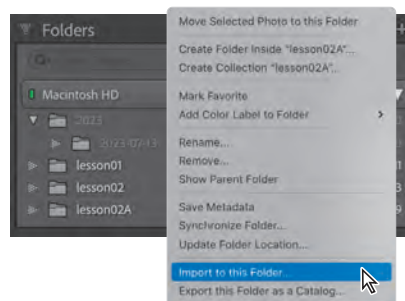 Folders
Macintosh HD
2023
2023-07-13
lesson01
lesson02
lesson02A
Move Selected Photo to this Folder
Create Folder Inside "lesson02A"...
Create Collection "lesson02A"...
Mark Favorite
Add Color Label to Folder
Rename...
Remove...
Show Parent Folder
Save Metadata
Synchronize Folder...
Update Folder Location...
Import to this Folder...
Export this Folder as a Catalog...
+
3
9